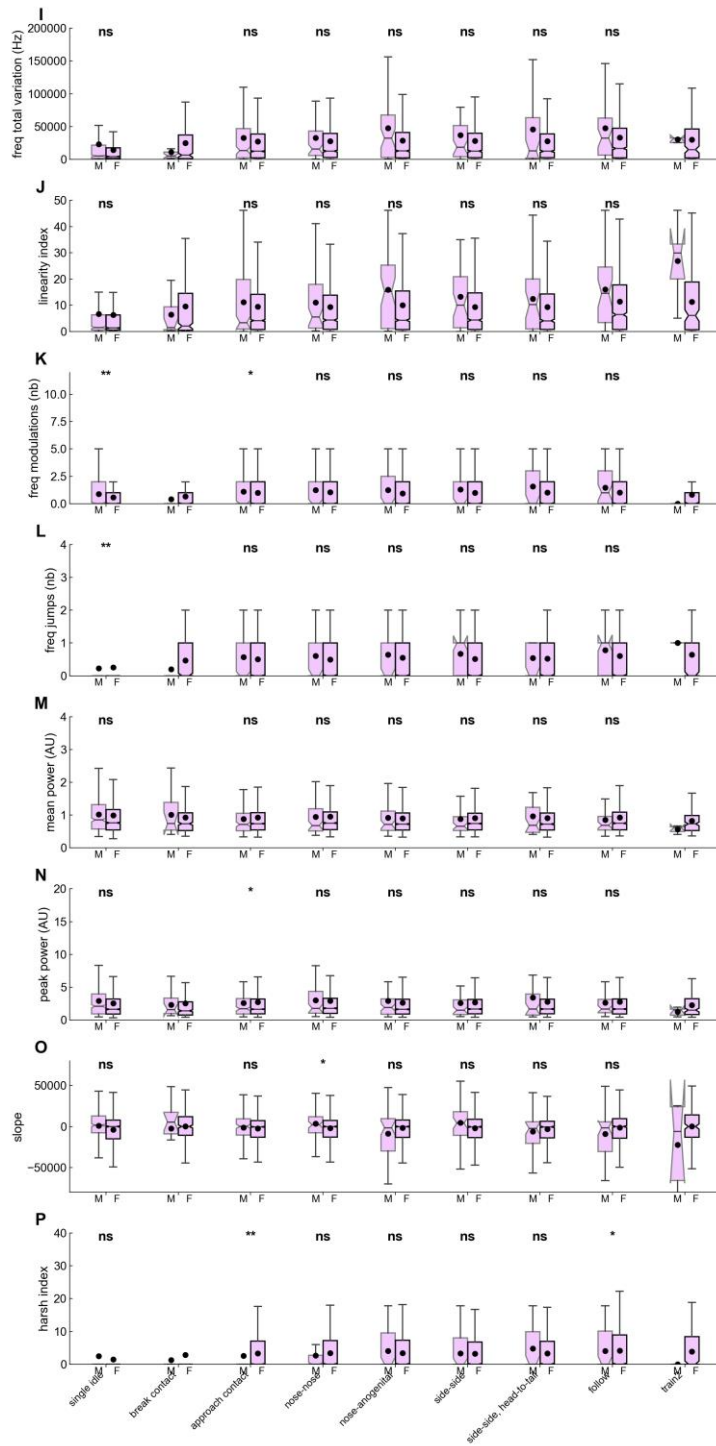 I
ns ns ns ns ns ns ns
freq total variation (Hz)
200000
150000
100000
50000
0
M F M F M F M F M F M F M F M F M F
J
ns ns ns ns ns ns ns
linearity index
50
40
30
20
10
0
M F M F M F M F M F M F M F M F M F
K
** * ns ns ns ns ns
freq modulations (nb)
10.0
7.5
5.0
2.5
0.0
M F M F M F M F M F M F M F M F M F
L
** ns ns ns ns ns ns
freq jumps (nb)
4
3
2
1
0
M F M F M F M F M F M F M F M F M F
M
ns ns ns ns ns ns ns
mean power (AU)
4
3
2
1
0
M F M F M F M F M F M F M F M F M F
N
ns * ns ns ns ns ns
peak power (AU)
20
15
10
5
0
M F M F M F M F M F M F M F M F M F
O
ns ns * ns ns ns ns
slope
50000
0
−50000
M F M F M F M F M F M F M F M F M F
P
ns ** ns ns ns ns *
harsh index
40
30
20
10
0
M F M F M F M F M F M F M F M F M F
single idle
break contact
approach contact
nose-nose
nose-anogenital
side-side
side-side, head-to-tail
follow
train2